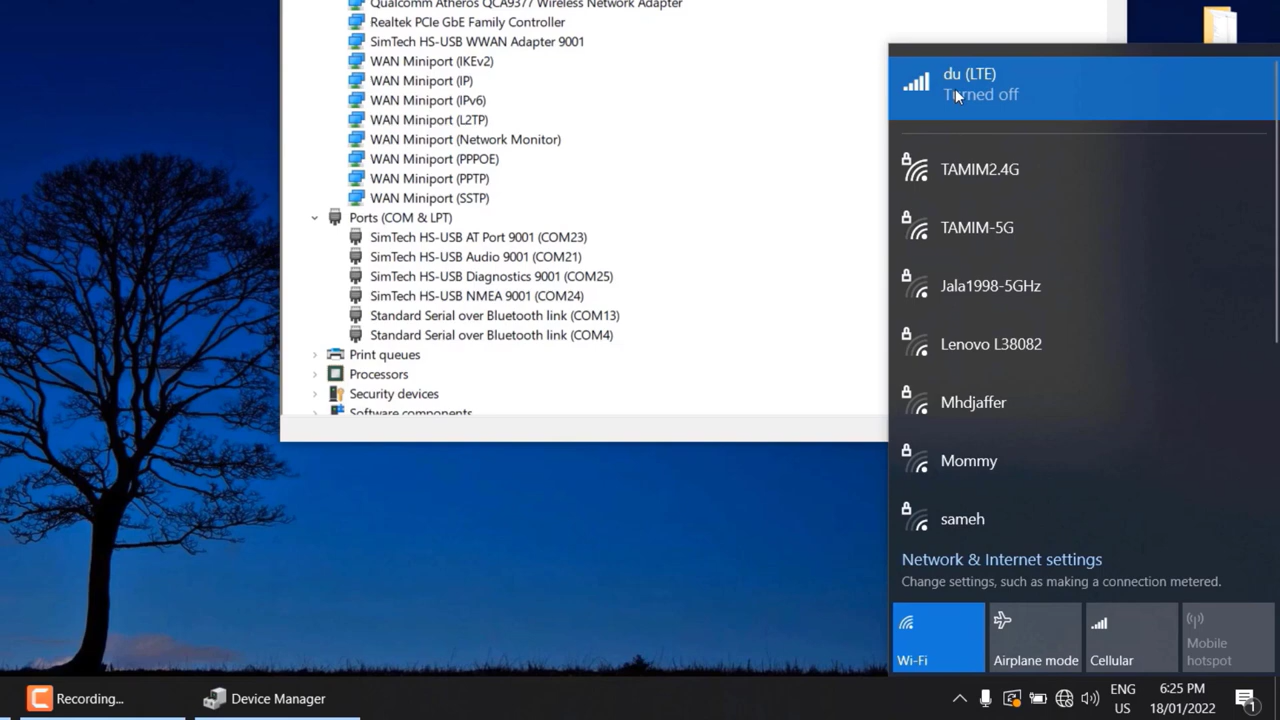 Qualcomm Atheros QCA9377 Wireless Network Adapter
Realtek PCIe GbE Family Controller
SimTech HS-USB WWAN Adapter 9001
WAN Miniport (IKEv2)
WAN Miniport (IP)
WAN Miniport (IPv6)
WAN Miniport (L2TP)
WAN Miniport (Network Monitor)
WAN Miniport (PPPOE)
WAN Miniport (PPTP)
WAN Miniport (SSTP)
Ports (COM & LPT)
SimTech HS-USB AT Port 9001 (COM23)
SimTech HS-USB Audio 9001 (COM21)
SimTech HS-USB Diagnostics 9001 (COM25)
SimTech HS-USB NMEA 9001 (COM24)
Standard Serial over Bluetooth link (COM13)
Standard Serial over Bluetooth link (COM4)
Print queues
Processors
Security devices
Software components
du (LTE)
Turned off
TAMIM2.4G
TAMIM-5G
Jala1998-5GHz
Lenovo L38082
Mhdjaffer
Mommy
sameh
Network & Internet settings
Change settings, such as making a connection metered.
Wi-Fi
Airplane mode
Cellular
Mobile
hotspot
Recording...
Device Manager
ENG
US
6:25 PM
18/01/2022
1